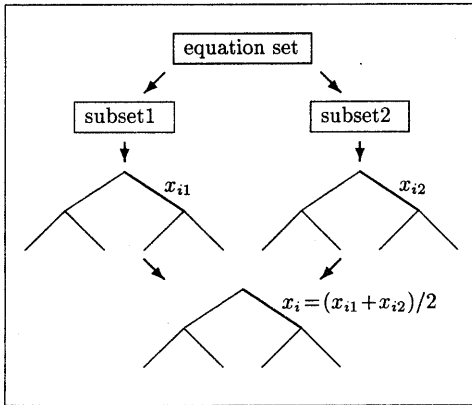 equation set
subset1 subset2
x_{i1} x_{i2}
x_i = (x_{i1} + x_{i2})/2